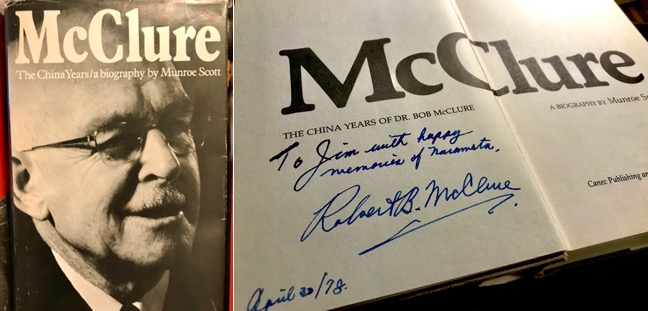 McClure
The China Years/a biography by Munroe Scott
McClure
THE CHINA YEARS OF DR. BOB McCLURE
A BIOGRAPHY BY MUNROE
To Jim with happy
memories of Naramata.
Robert B. McClure
Canec Publishing and
April 20/78.